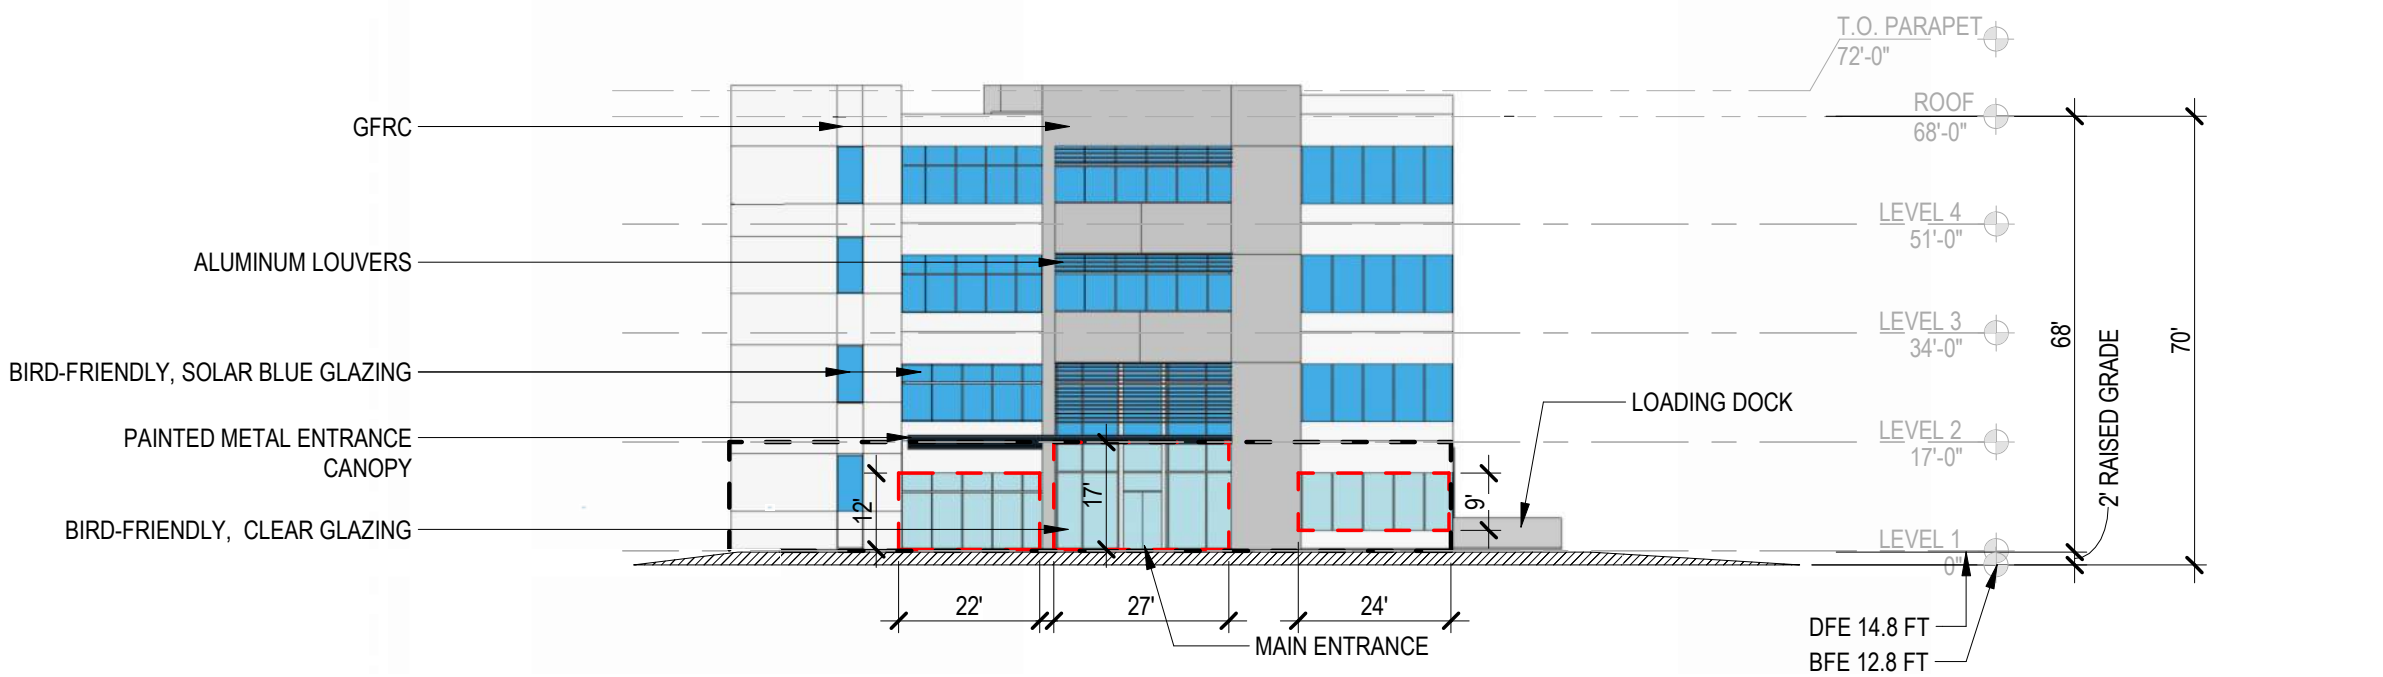 T.O. PARAPET
72'-0"
ROOF
68'-0"
GFRC
LEVEL 4
51'-0"
ALUMINUM LOUVERS
LEVEL 3
34'-0"
68'
70'
BIRD-FRIENDLY, SOLAR BLUE GLAZING
LOADING DOCK
2' RAISED GRADE
PAINTED METAL ENTRANCE
CANOPY
LEVEL 2
17'-0"
12'
17'
9'
BIRD-FRIENDLY, CLEAR GLAZING
LEVEL 1
0"
22'
27'
24'
MAIN ENTRANCE
DFE 14.8 FT
BFE 12.8 FT